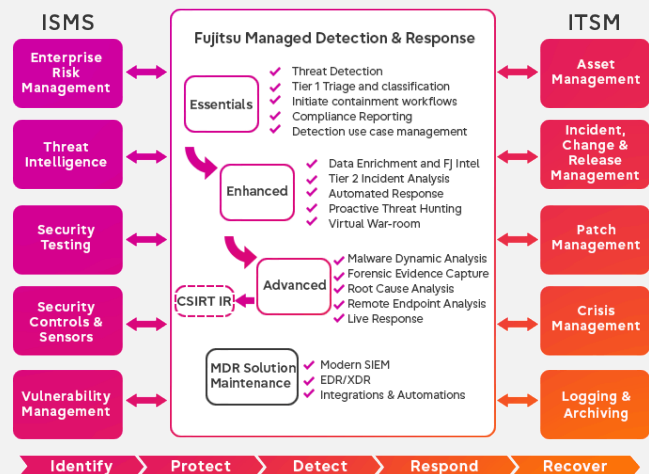 ISMS
Enterprise
Risk
Management
Threat
Intelligence
Security
Testing
Security
Controls &
Sensors
Vulnerability
Management
Fujitsu Managed Detection & Response
Essentials
Threat Detection
Tier 1 Triage and classification
Initiate containment workflows
Compliance Reporting
Detection use case management
Enhanced
Data Enrichment and FJ Intel
Tier 2 Incident Analysis
Automated Response
Proactive Threat Hunting
Virtual War-room
Advanced
Malware Dynamic Analysis
Forensic Evidence Capture
Root Cause Analysis
Remote Endpoint Analysis
Live Response
CSIRT IR
MDR Solution
Maintenance
Modern SIEM
EDR/XDR
Integrations & Automations
ITSM
Asset
Management
Incident,
Change &
Release
Management
Patch
Management
Crisis
Management
Logging &
Archiving
Identify
Protect
Detect
Respond
Recover